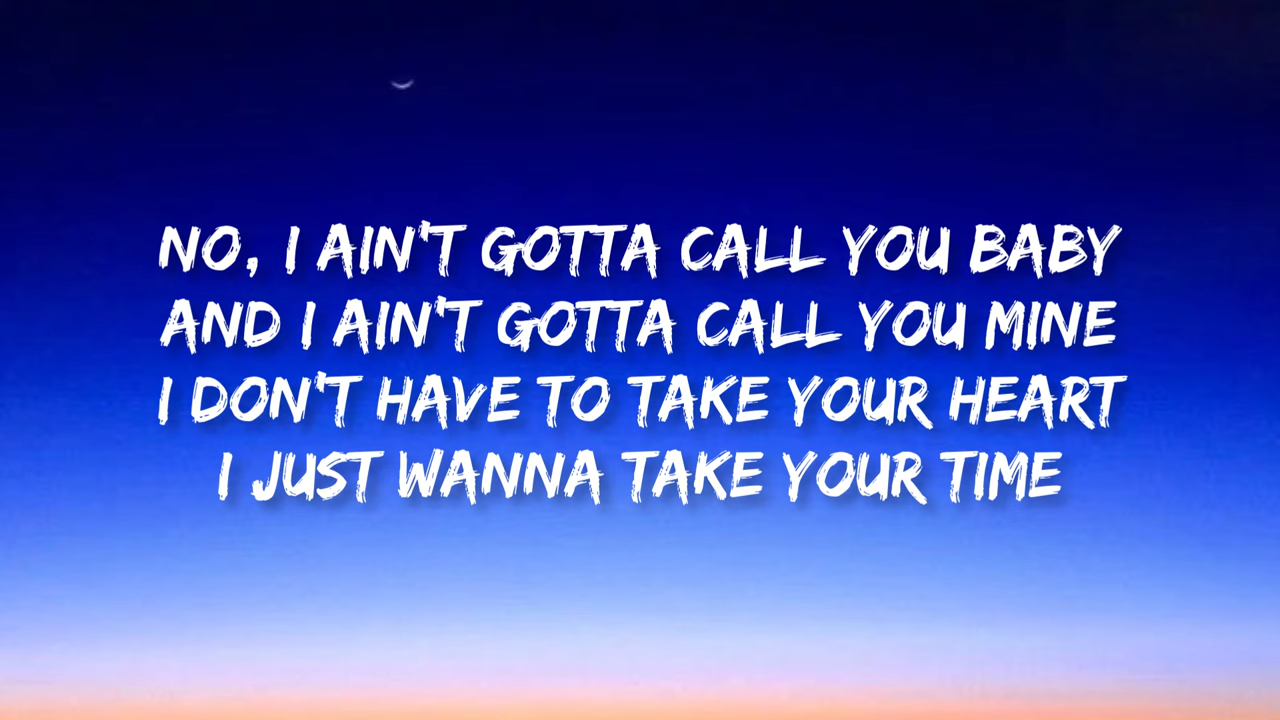 NO, I AIN'T GOTTA CALL YOU BABY
AND I AIN'T GOTTA CALL YOU MINE
I DON'T HAVE TO TAKE YOUR HEART
I JUST WANNA TAKE YOUR TIME